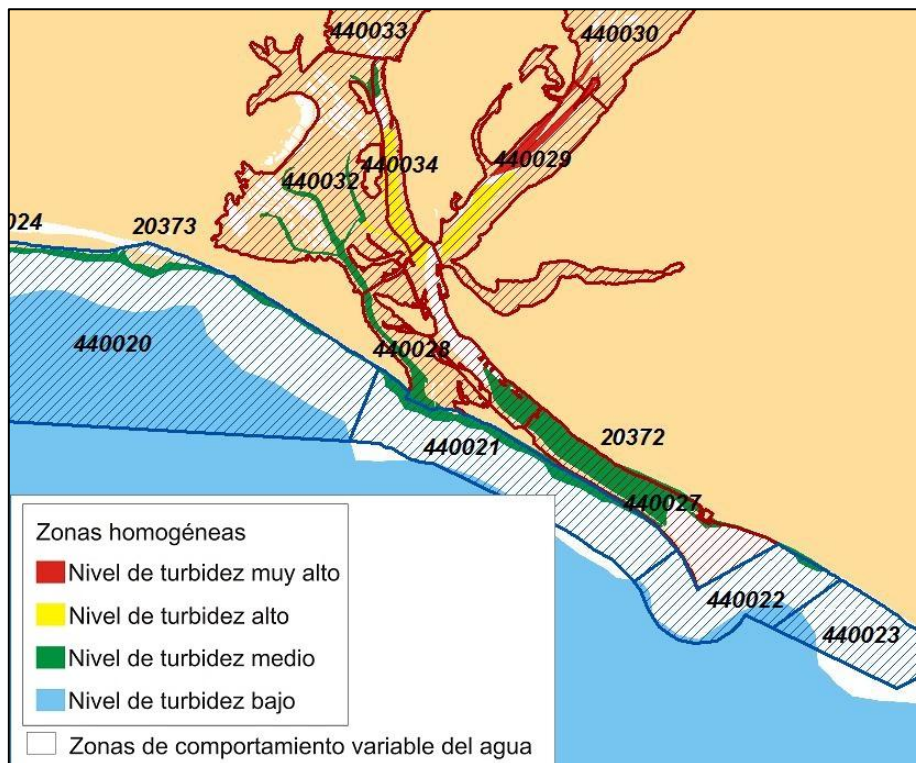 440033
440030
440034
440029
440032
024
20373
440020
440028
440021
20372
440027
440022
440023
Zonas homogéneas
Nivel de turbidez muy alto
Nivel de turbidez alto
Nivel de turbidez medio
Nivel de turbidez bajo
Zonas de comportamiento variable del agua